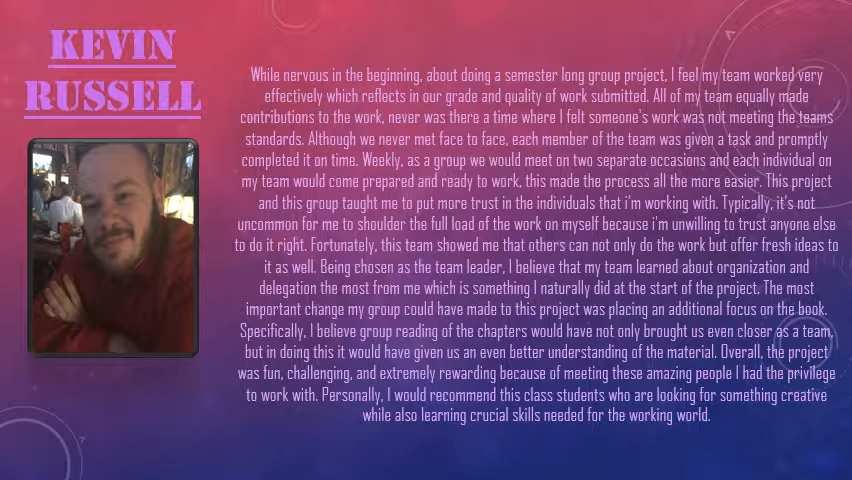 KEVIN
RUSSELL
While nervous in the beginning, about doing a semester long group project, I feel my team worked very
effectively which reflects in our grade and quality of work submitted. All of my team equally made
contributions to the work, never was there a time where I felt someone's work was not meeting the teams
standards. Although we never met face to face, each member of the team was given a task and promptly
completed it on time. Weekly, as a group we would meet on two separate occasions and each individual on
my team would come prepared and ready to work, this made the process all the more easier. This project
and this group taught me to put more trust in the individuals that i'm working with. Typically, it's not
uncommon for me to shoulder the full load of the work on myself because i'm unwilling to trust anyone else
to do it right. Fortunately, this team showed me that others can not only do the work but offer fresh ideas to
it as well. Being chosen as the team leader, I believe that my team learned about organization and
delegation the most from me which is something I naturally did at the start of the project. The most
important change my group could have made to this project was placing an additional focus on the book.
Specifically, I believe group reading of the chapters would have not only brought us even closer as a team,
but in doing this it would have given us an even better understanding of the material. Overall, the project
was fun, challenging, and extremely rewarding because of meeting these amazing people I had the privilege
to work with. Personally, I would recommend this class students who are looking for something creative
while also learning crucial skills needed for the working world.